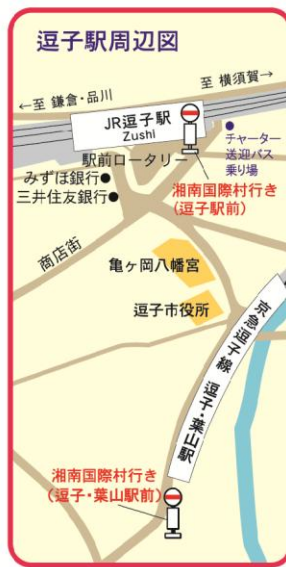 逗子駅周辺図
至 横須賀→
←至 鎌倉・品川
JR逗子駅
Zushi
チャーター
送迎バス
乗り場
駅前ロータリー
みずほ銀行
三井住友銀行
湘南国際村行き
(逗子駅前)
商店街
亀ヶ岡八幡宮
逗子市役所
京急逗子線 逗子・葉山駅
湘南国際村行き
(逗子・葉山駅前)